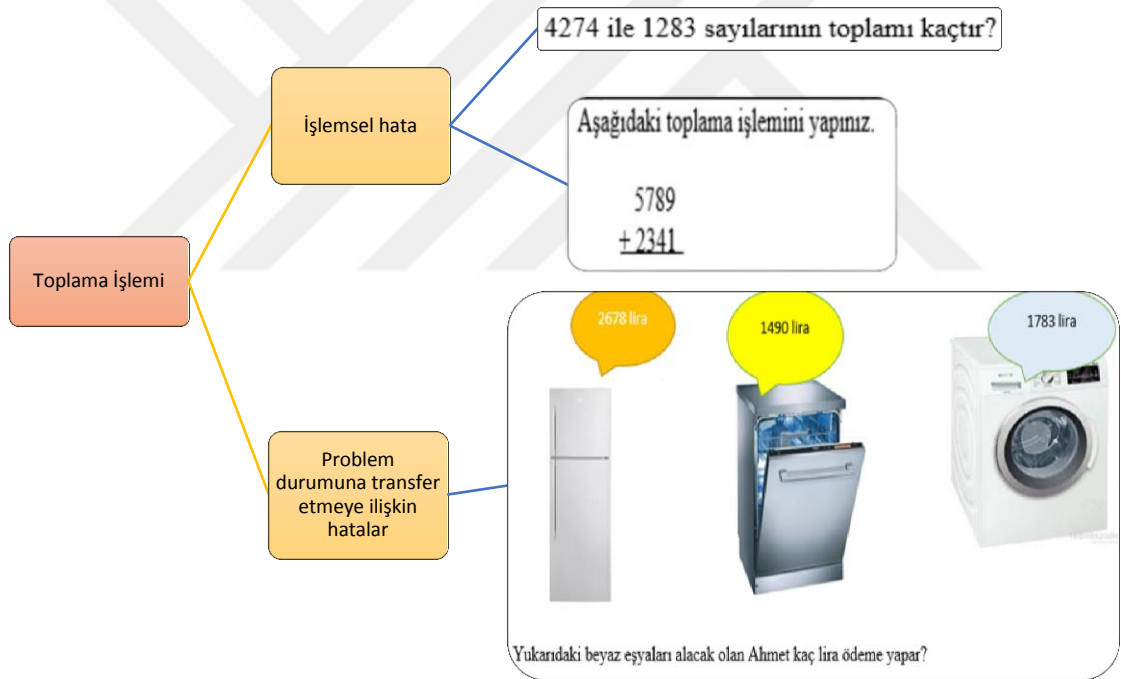 4274 ile 1283 sayılarının toplamı kaçtır?
İşlemsel hata
Aşağıdaki toplama işlemini yapınız.
5789
+ 2341
Toplama İşlemi
2678 lira
1490 lira
1783 lira
Problem
durumuna transfer
etmeye ilişkin
hatalar
Yukarıdaki beyaz eşyaları alacak olan Ahmet kaç lira ödeme yapar?